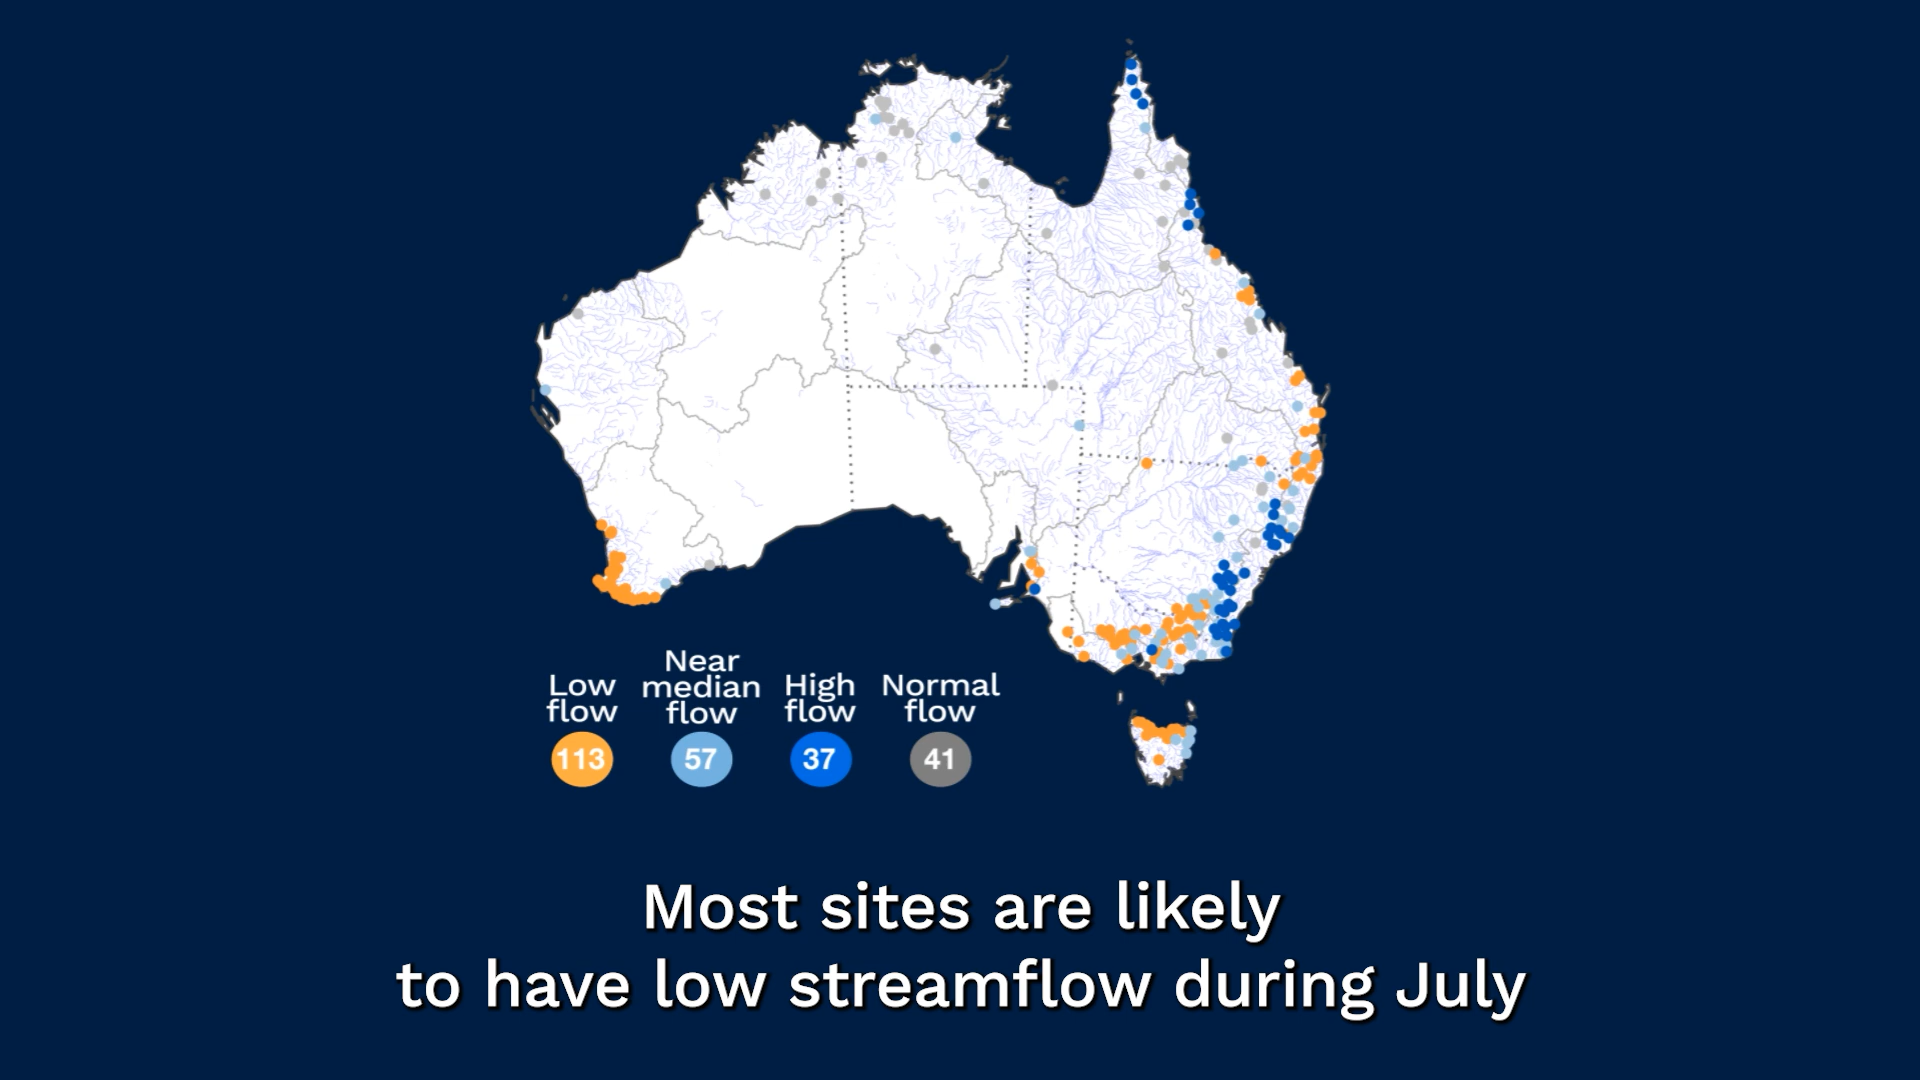 Low
flow
Near
median
flow
High
flow
Normal
flow
113
57
37
41
Most sites are likely
to have low streamflow during July